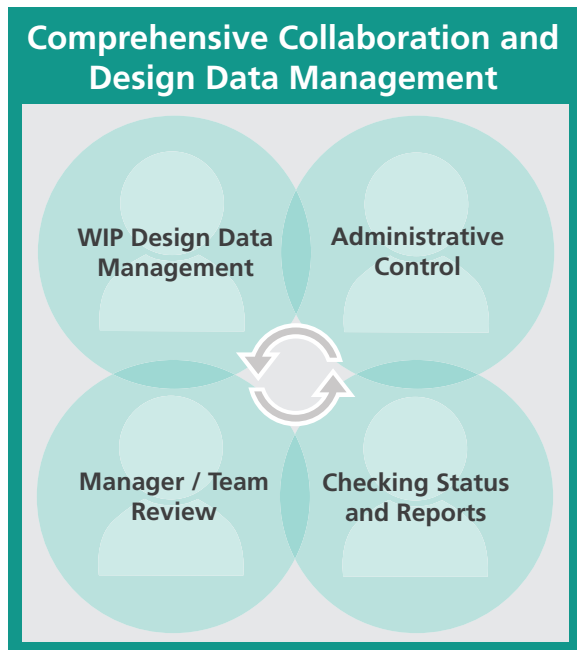 Comprehensive Collaboration and
Design Data Management
WIP Design Data
Management
Administrative
Control
Manager / Team
Review
Checking Status
and Reports